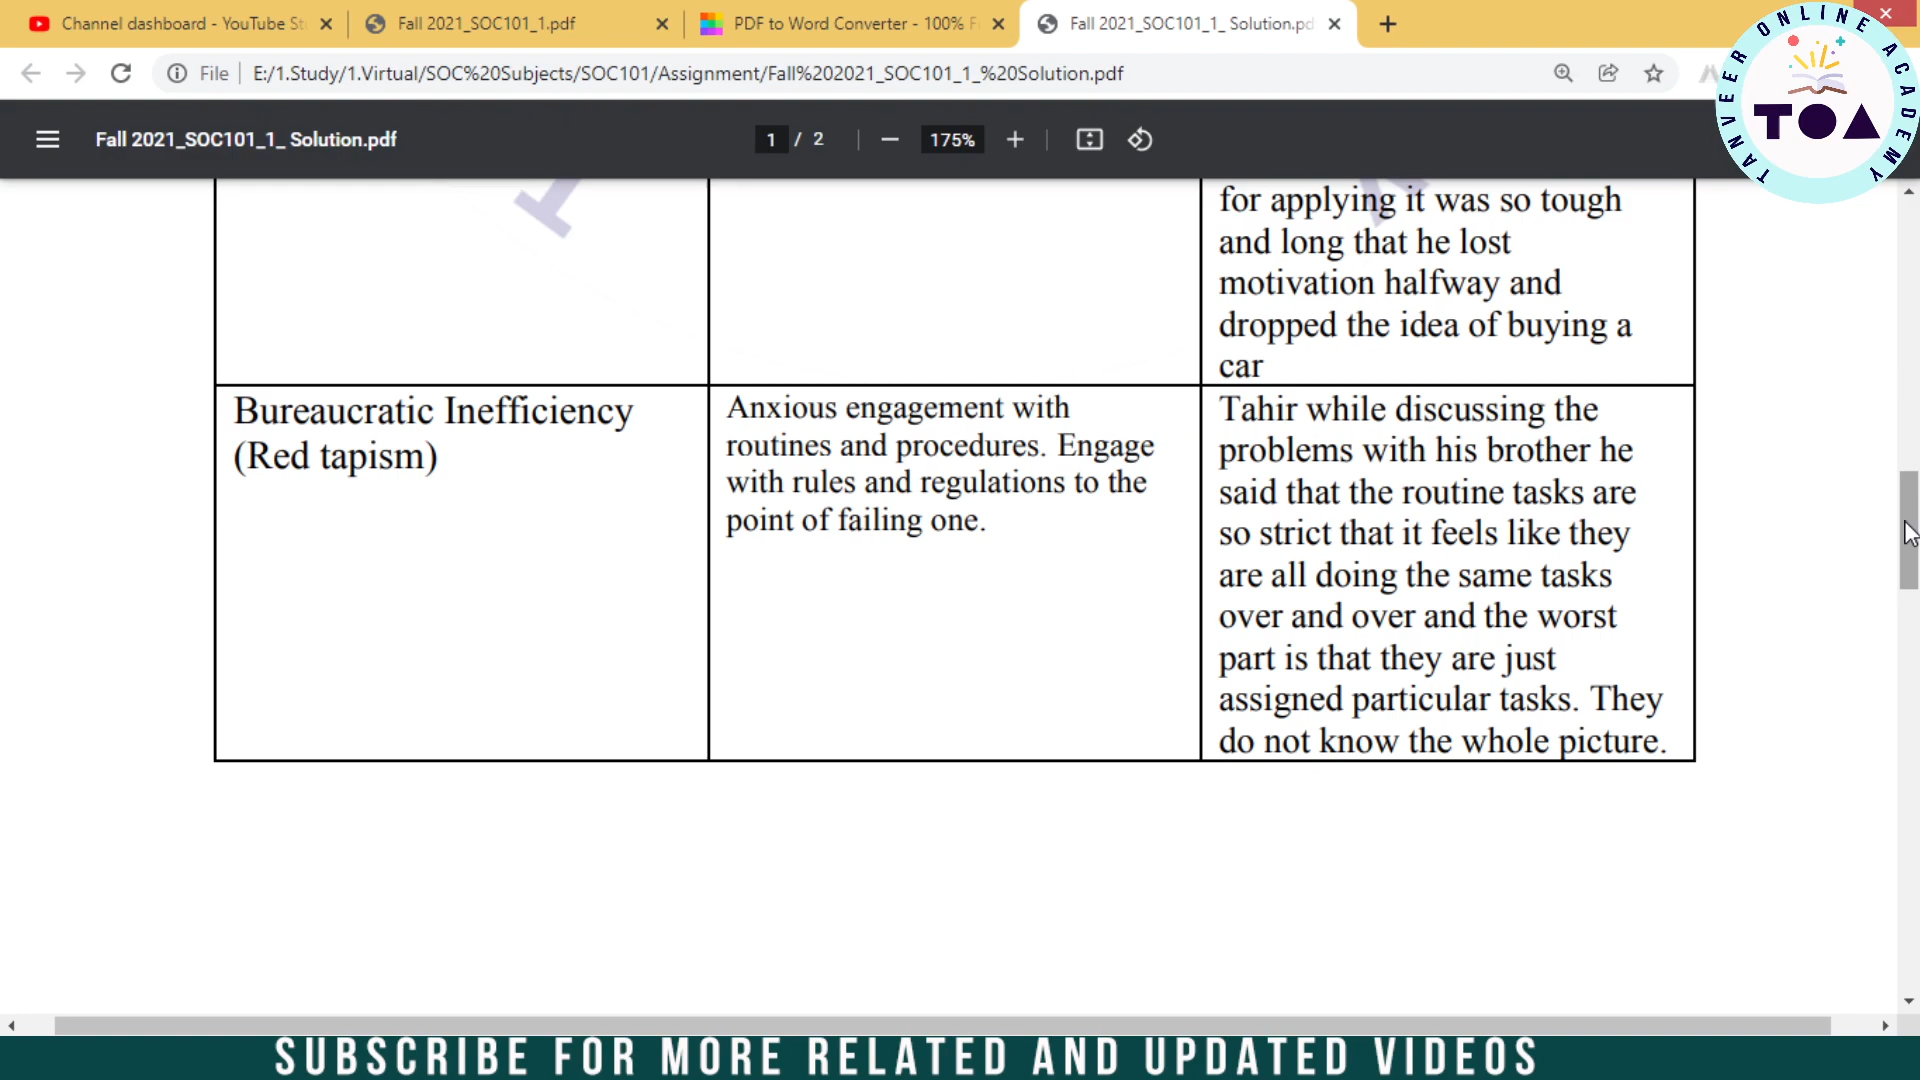 Channel dashboard - YouTube St
Fall 2021_SOC101_1.pdf
PDF to Word Converter - 100% F
Fall 2021_SOC101_1_ Solution.pd
File
E:/1.Study/1.Virtual/SOC%20Subjects/SOC101/Assignment/Fall%202021_SOC101_1_%20Solution.pdf
TANVEER ONLINE ACADEMY
TOA
Fall 2021_SOC101_1_ Solution.pdf
1 / 2
175%
for applying it was so tough
and long that he lost
motivation halfway and
dropped the idea of buying a
car
Bureaucratic Inefficiency
(Red tapism)
Anxious engagement with
routines and procedures. Engage
with rules and regulations to the
point of failing one.
Tahir while discussing the
problems with his brother he
said that the routine tasks are
so strict that it feels like they
are all doing the same tasks
over and over and the worst
part is that they are just
assigned particular tasks. They
do not know the whole picture.
SUBSCRIBE FOR MORE RELATED AND UPDATED VIDEOS